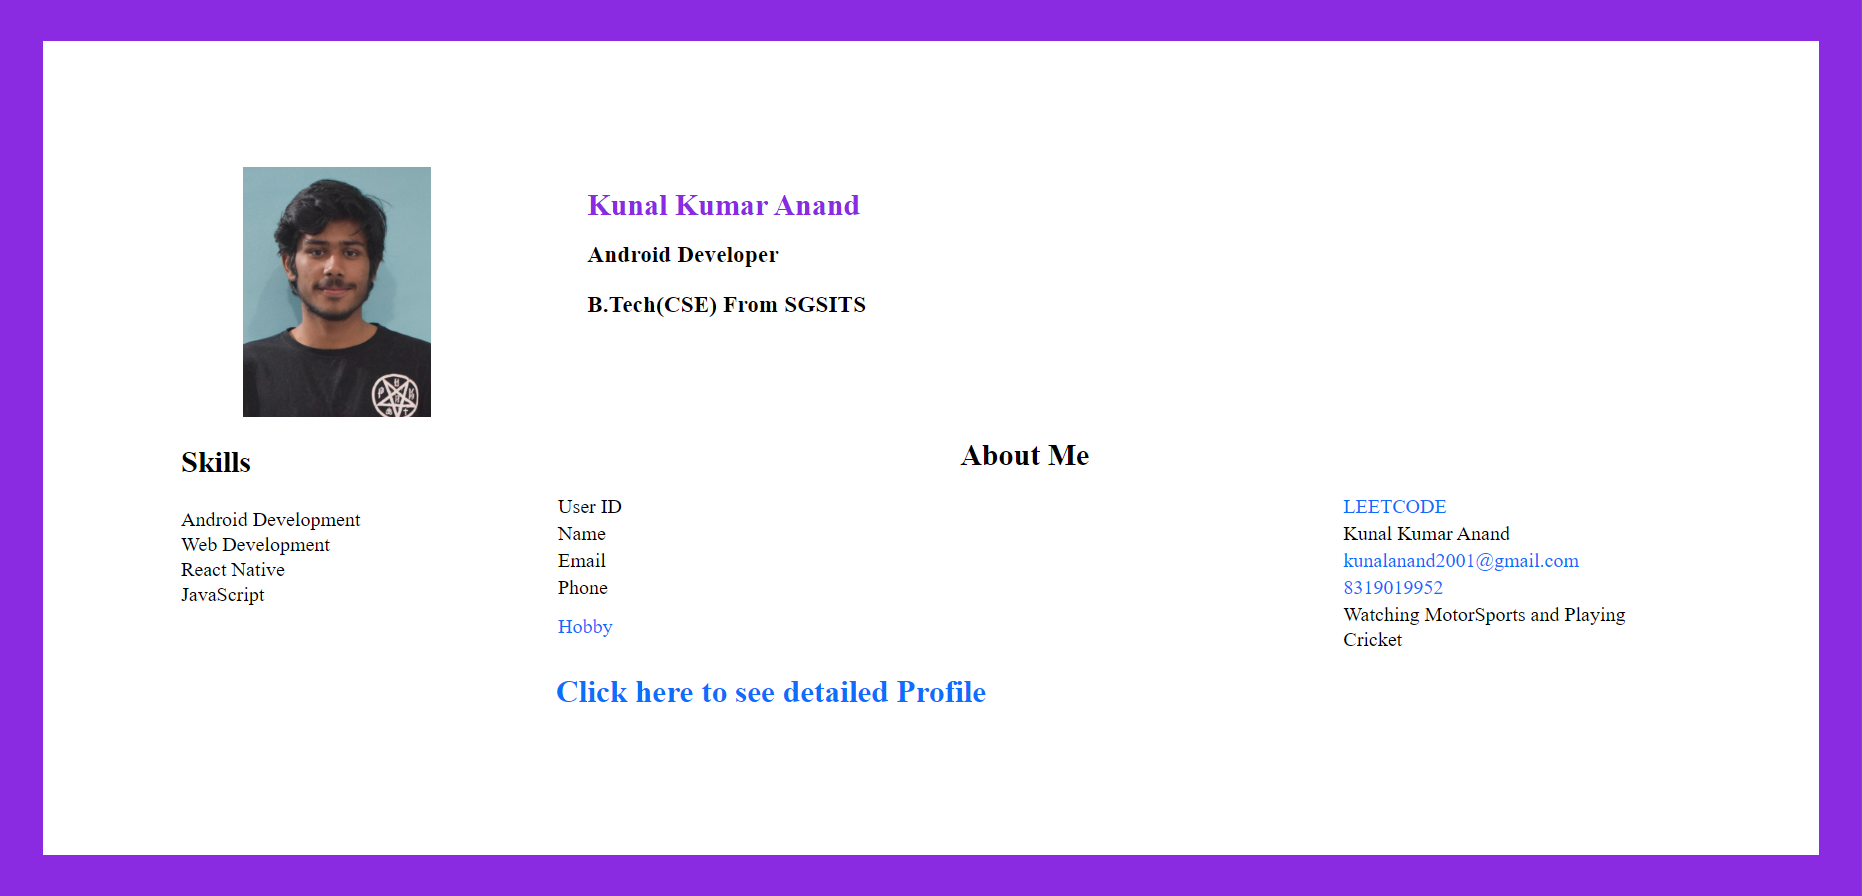 Kunal Kumar Anand
Android Developer
B.Tech(CSE) From SGSITS
Skills
Android Development
Web Development
React Native
JavaScript
About Me
User ID LEETCODE
Name Kunal Kumar Anand
Email kunalanand2001@gmail.com
Phone 8319019952
Hobby Watching MotorSports and Playing
Cricket
Click here to see detailed Profile